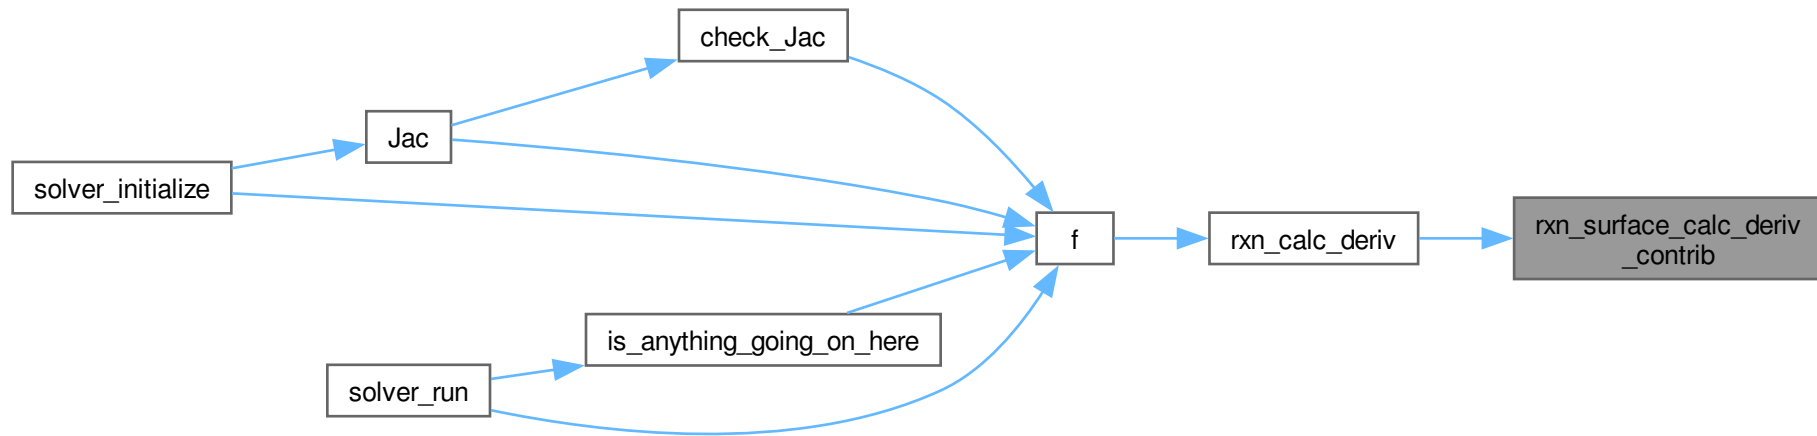 check_Jac
Jac
solver_initialize
f
rxn_calc_deriv
rxn_surface_calc_deriv
_contrib
is_anything_going_on_here
solver_run